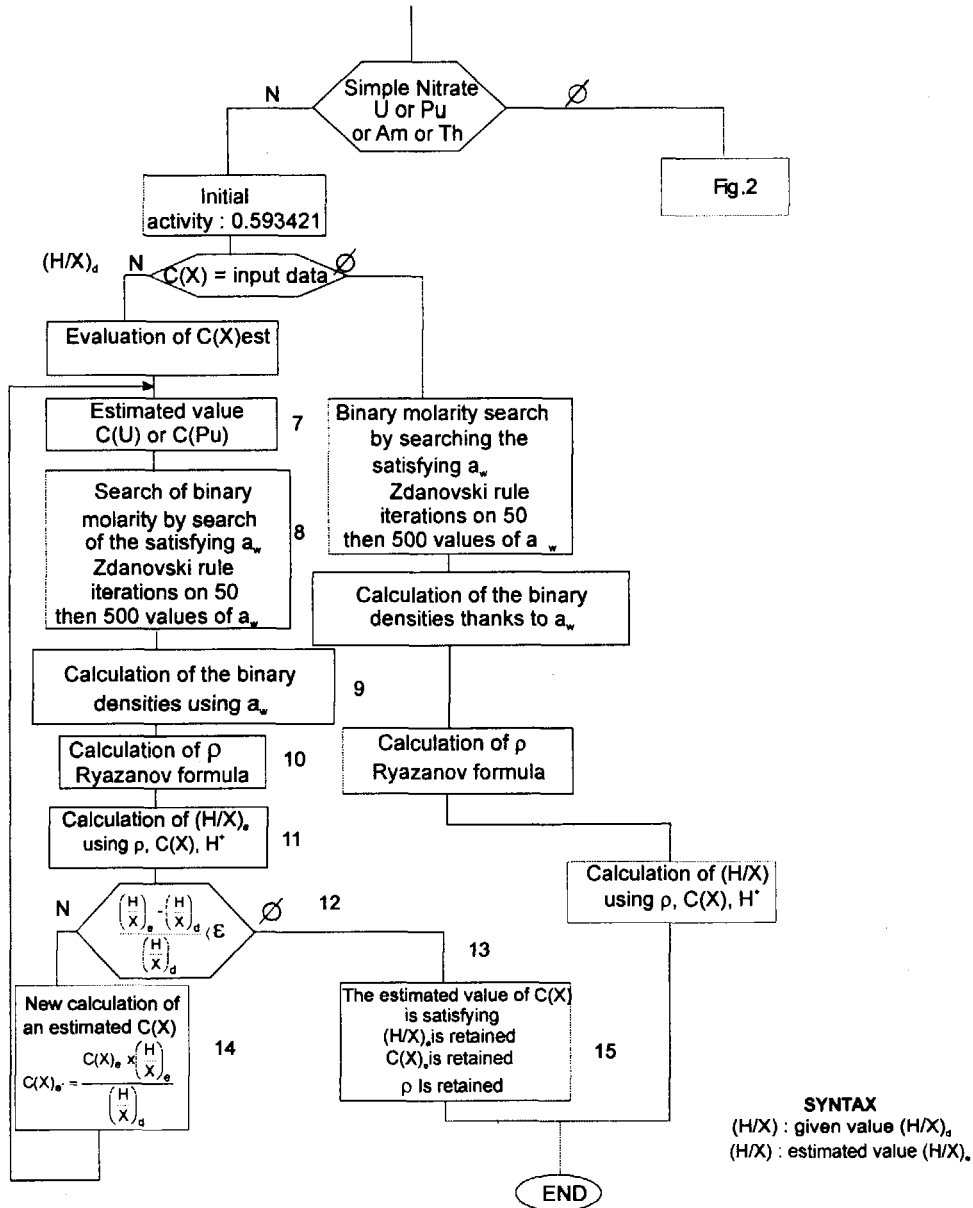 Simple Nitrate
U or Pu
or Am or Th
N
∅
Initial
activity : 0.593421
Fig.2
(H/X)d
N
C(X) = input data
∅
Evaluation of C(X)est
Estimated value
C(U) or C(Pu)
7
Search of binary
molarity by search
of the satisfying aw
Zdanovski rule
iterations on 50
then 500 values of aw
8
Binary molarity search
by searching the
satisfying aw
Zdanovski rule
iterations on 50
then 500 values of a w
Calculation of the binary
densities using aw
9
Calculation of the binary
densities thanks to aw
Calculation of ρ
Ryazanov formula
10
Calculation of ρ
Ryazanov formula
Calculation of (H/X)e
using ρ, C(X), H+
11
Calculation of (H/X)
using ρ, C(X), H+
N
((H/X)e - (H/X)d) / (H/X)d ⟨ ε
∅
12
13
New calculation of
an estimated C(X)
C(X)e' = C(X)e x (H/X)e / (H/X)d
14
The estimated value of C(X)
is satisfying
(H/X)e is retained
C(X)e is retained
ρ Is retained
15
END
SYNTAX
(H/X) : given value (H/X)d
(H/X) : estimated value (H/X)e